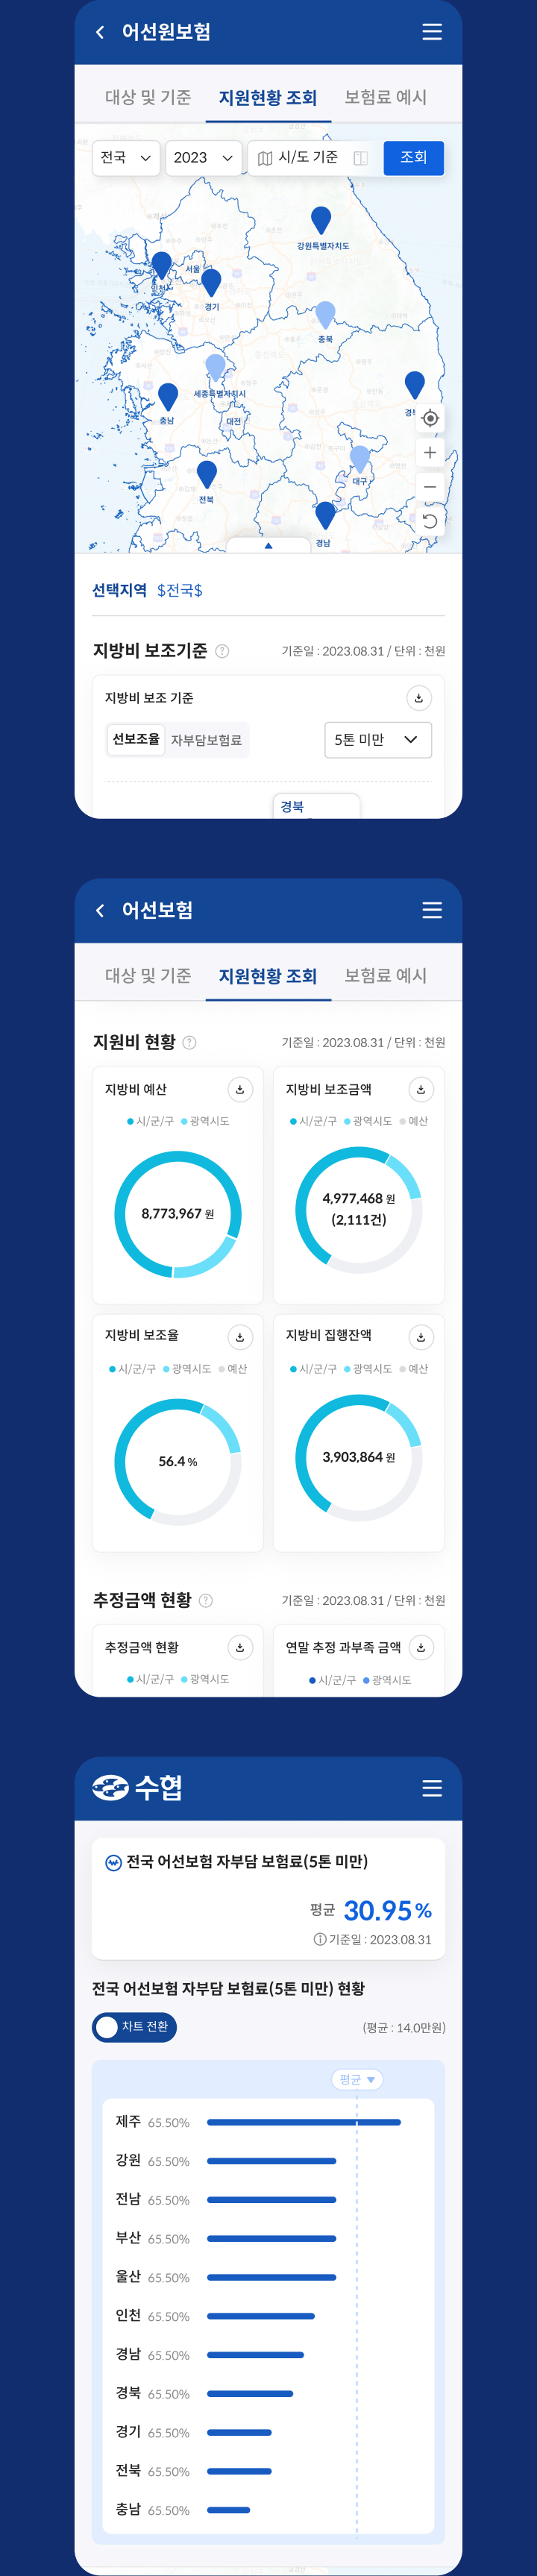 어선원보험
대상 및 기준 지원현황 조회 보험료 예시
전국 2023 시/도 기준 조회
강원특별자치도
서울
인천
경기
충북
세종특별자치시
충남
대전
경북
대구
전북
경남
선택지역 $전국$
지방비 보조기준 ? 기준일 : 2023.08.31 / 단위 : 천원
지방비 보조 기준
선보조율 자부담보험료 5톤 미만
경북
어선보험
대상 및 기준 지원현황 조회 보험료 예시
지원비 현황 ? 기준일 : 2023.08.31 / 단위 : 천원
지방비 예산 지방비 보조금액
시/군/구 광역시도 시/군/구 광역시도 예산
8,773,967 원
4,977,468 원
(2,111건)
지방비 보조율 지방비 집행잔액
시/군/구 광역시도 예산 시/군/구 광역시도 예산
56.4 % 3,903,864 원
추정금액 현황 ? 기준일 : 2023.08.31 / 단위 : 천원
추정금액 현황 연말 추정 과부족 금액
시/군/구 광역시도 시/군/구 광역시도
수협
전국 어선보험 자부담 보험료(5톤 미만)
평균 30.95 %
기준일 : 2023.08.31
전국 어선보험 자부담 보험료(5톤 미만) 현황
차트 전환 (평균 : 14.0만원)
평균
제주 65.50%
강원 65.50%
전남 65.50%
부산 65.50%
울산 65.50%
인천 65.50%
경남 65.50%
경북 65.50%
경기 65.50%
전북 65.50%
충남 65.50%